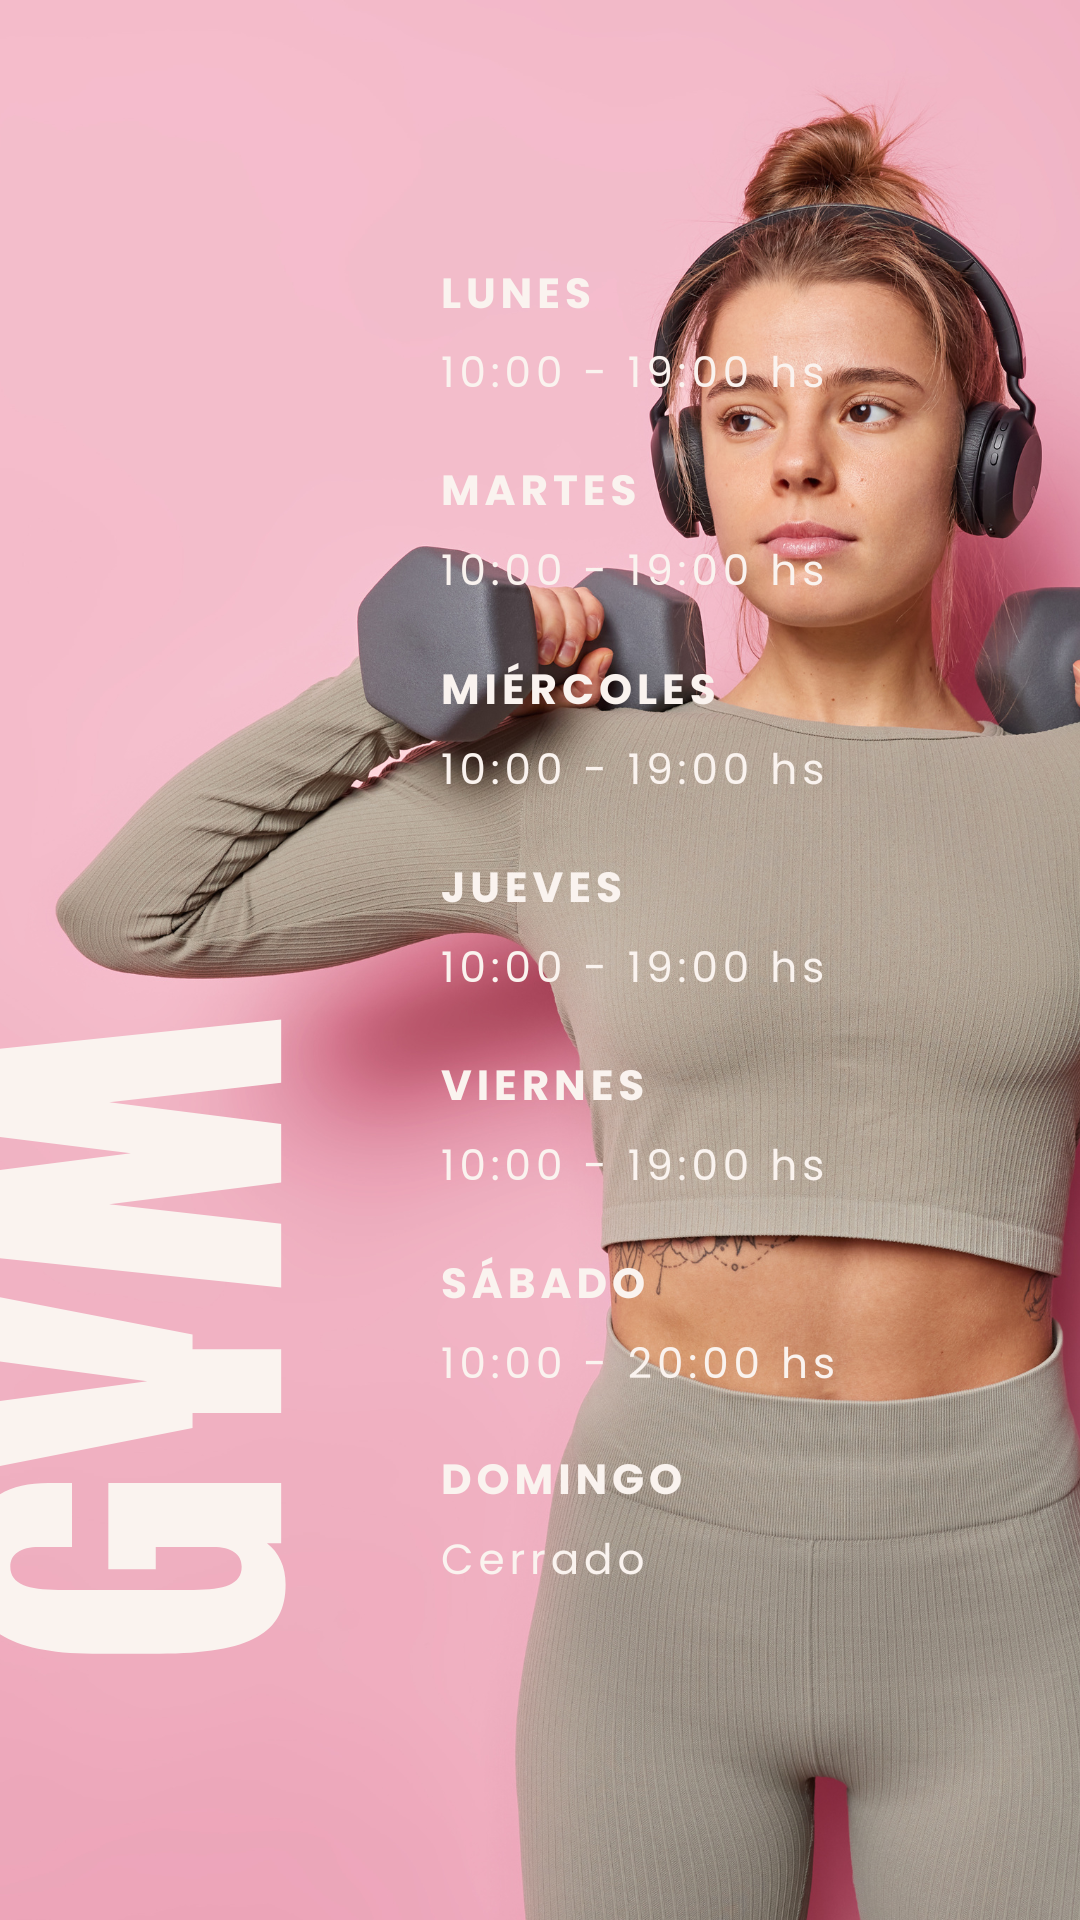 LUNES
10:00 - 19:00 hs
MARTES
10:00 - 19:00 hs
MIÉRCOLES
10:00 - 19:00 hs
JUEVES
10:00 - 19:00 hs
VIERNES
10:00 - 19:00 hs
SÁBADO
10:00 - 20:00 hs
DOMINGO
Cerrado
GYM